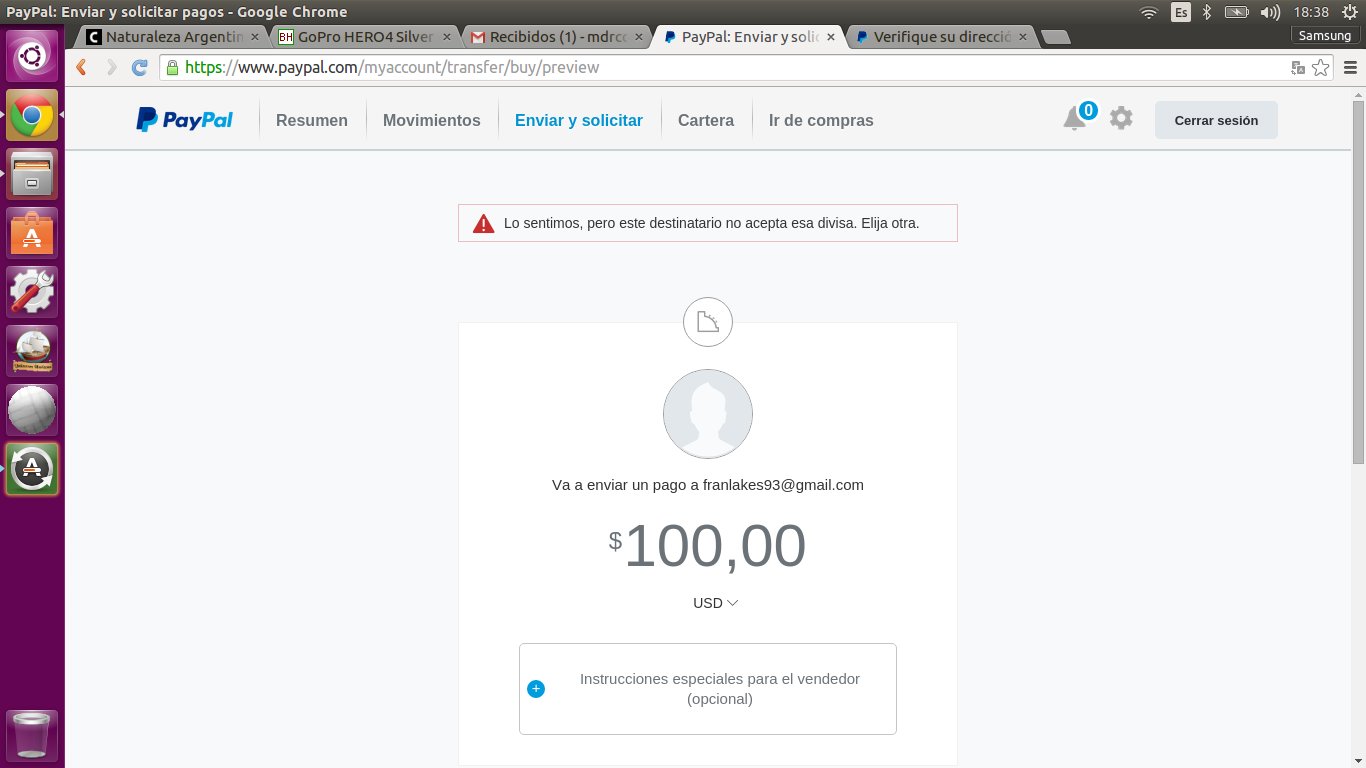 PayPal: Enviar y solicitar pagos - Google Chrome
Es
18:38
Naturaleza Argentin
GoPro HERO4 Silver
Recibidos (1) - mdrcc
PayPal: Enviar y soli
Verifique su direcció
Samsung
https://www.paypal.com/myaccount/transfer/buy/preview
PayPal
Resumen
Movimientos
Enviar y solicitar
Cartera
Ir de compras
0
Cerrar sesión
Lo sentimos, pero este destinatario no acepta esa divisa. Elija otra.
Va a enviar un pago a franlakes93@gmail.com
$100,00
USD
Instrucciones especiales para el vendedor
(opcional)